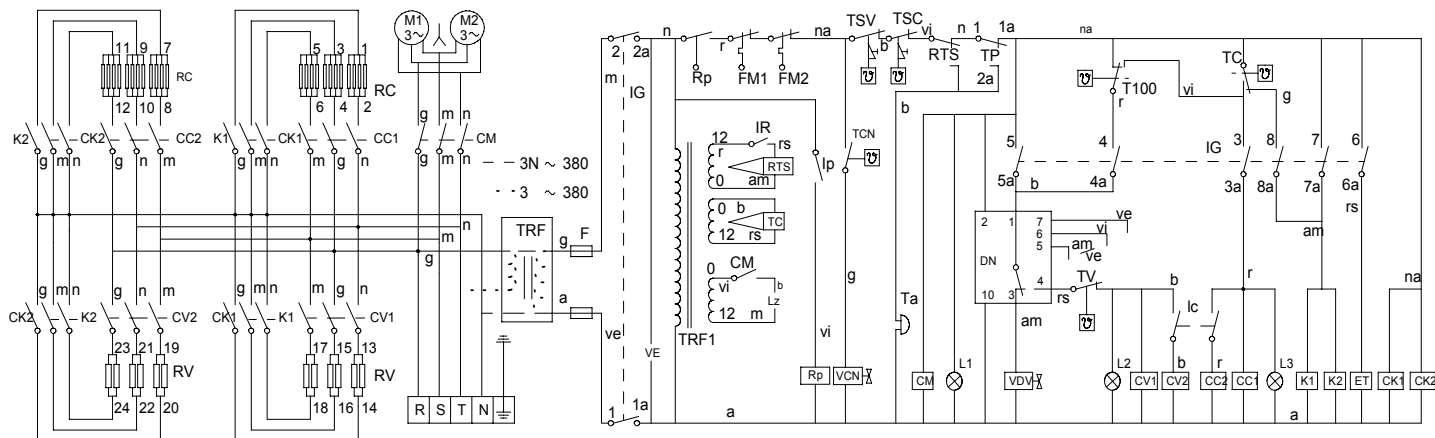 M1 3~ M2 3~
11 9 7 5 3 1
RC RC
12 10 8 6 4 2
K2 CK2 CC2 K1 CK1 CC1 g m n CM
g m n g n m g m n m g n g m n
3N ~ 380
3 ~ 380
n
m
g
TRF g F
a
g m n g n m g m n m g n
CK2 K2 CV2 CK1 K1 CV1
23 21 19 17 15 13
RV RV
24 22 20 18 16 14
R S T N
2 2a n r na TSV b TSC vi RTS n 1 TP 1a na
m IG Rp FM1 FM2 2a
ϑ ϑ ϑ T100 r vi TC ϑ g
b
12 IR r rs RTS 0 am
0 b TC 12 rs
0 CM vi b Lz 12 m
TRF1
Ip TCN ϑ
g
vi
5 4 3 8 7 6
IG
5a b 4a 3a 8a 7a 6a
rs
am
2 1 7 ve
6 vi
5 am ve
DN
10 3 4 rs TV ϑ
am
Ta
b Ic r na
b r
ve VE
1 1a a a
Rp VCN CM L1 VDV L2 CV1 CV2 CC2 CC1 L3 K1 K2 ET CK1 CK2